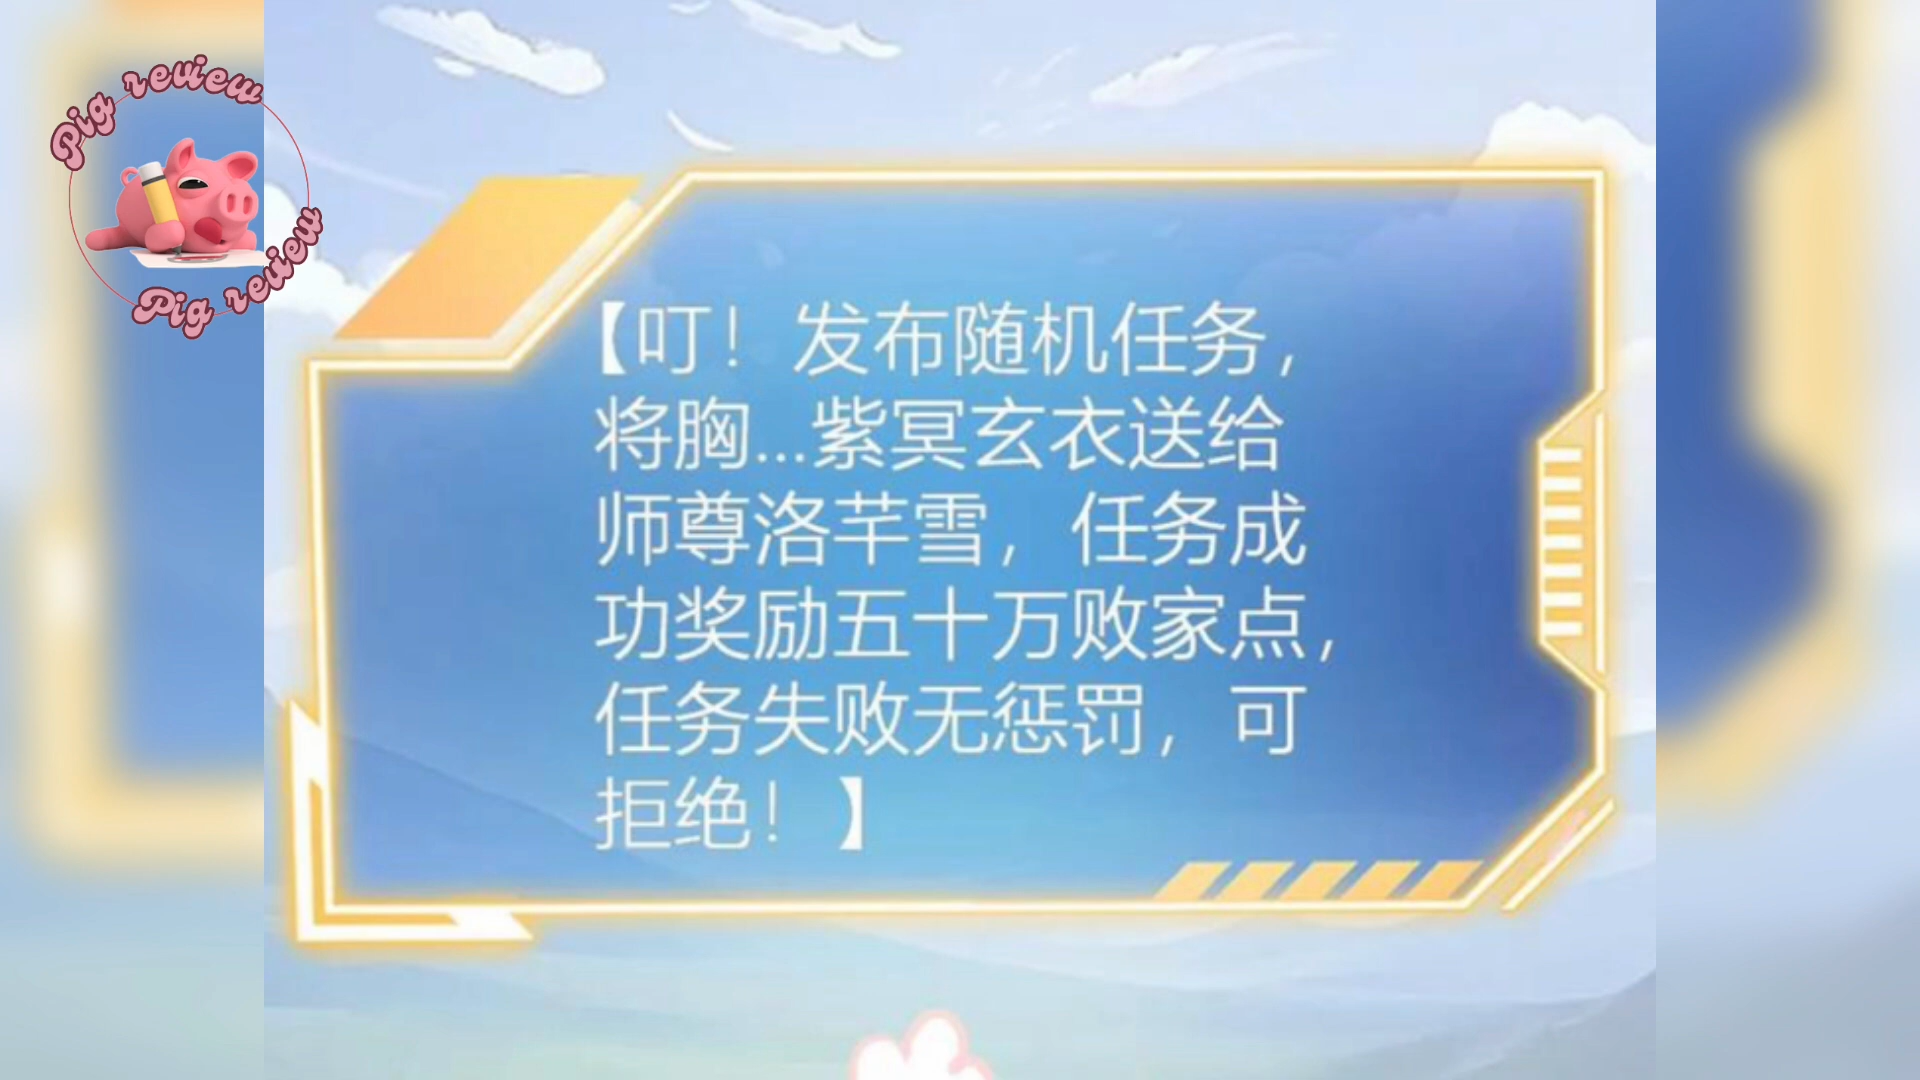 Pig review
Pig review
【叮！发布随机任务，
将胸...紫冥玄衣送给
师尊洛芊雪，任务成
功奖励五十万败家点，
任务失败无惩罚，可
拒绝！】